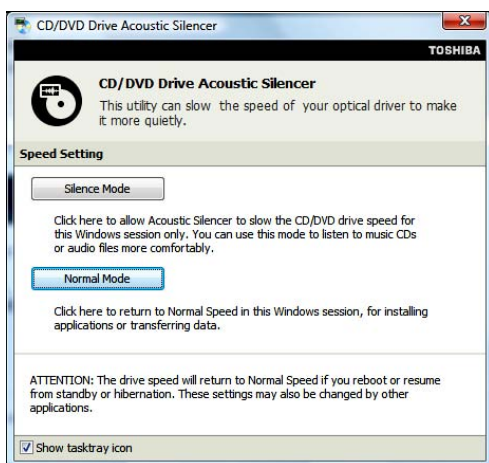 CD/DVD Drive Acoustic Silencer
TOSHIBA
CD/DVD Drive Acoustic Silencer
This utility can slow the speed of your optical driver to make
it more quietly.
Speed Setting
Silence Mode
Click here to allow Acoustic Silencer to slow the CD/DVD drive speed for
this Windows session only. You can use this mode to listen to music CDs
or audio files more comfortably.
Normal Mode
Click here to return to Normal Speed in this Windows session, for installing
applications or transferring data.
ATTENTION: The drive speed will return to Normal Speed if you reboot or resume
from standby or hibernation. These settings may also be changed by other
applications.
Show tasktray icon